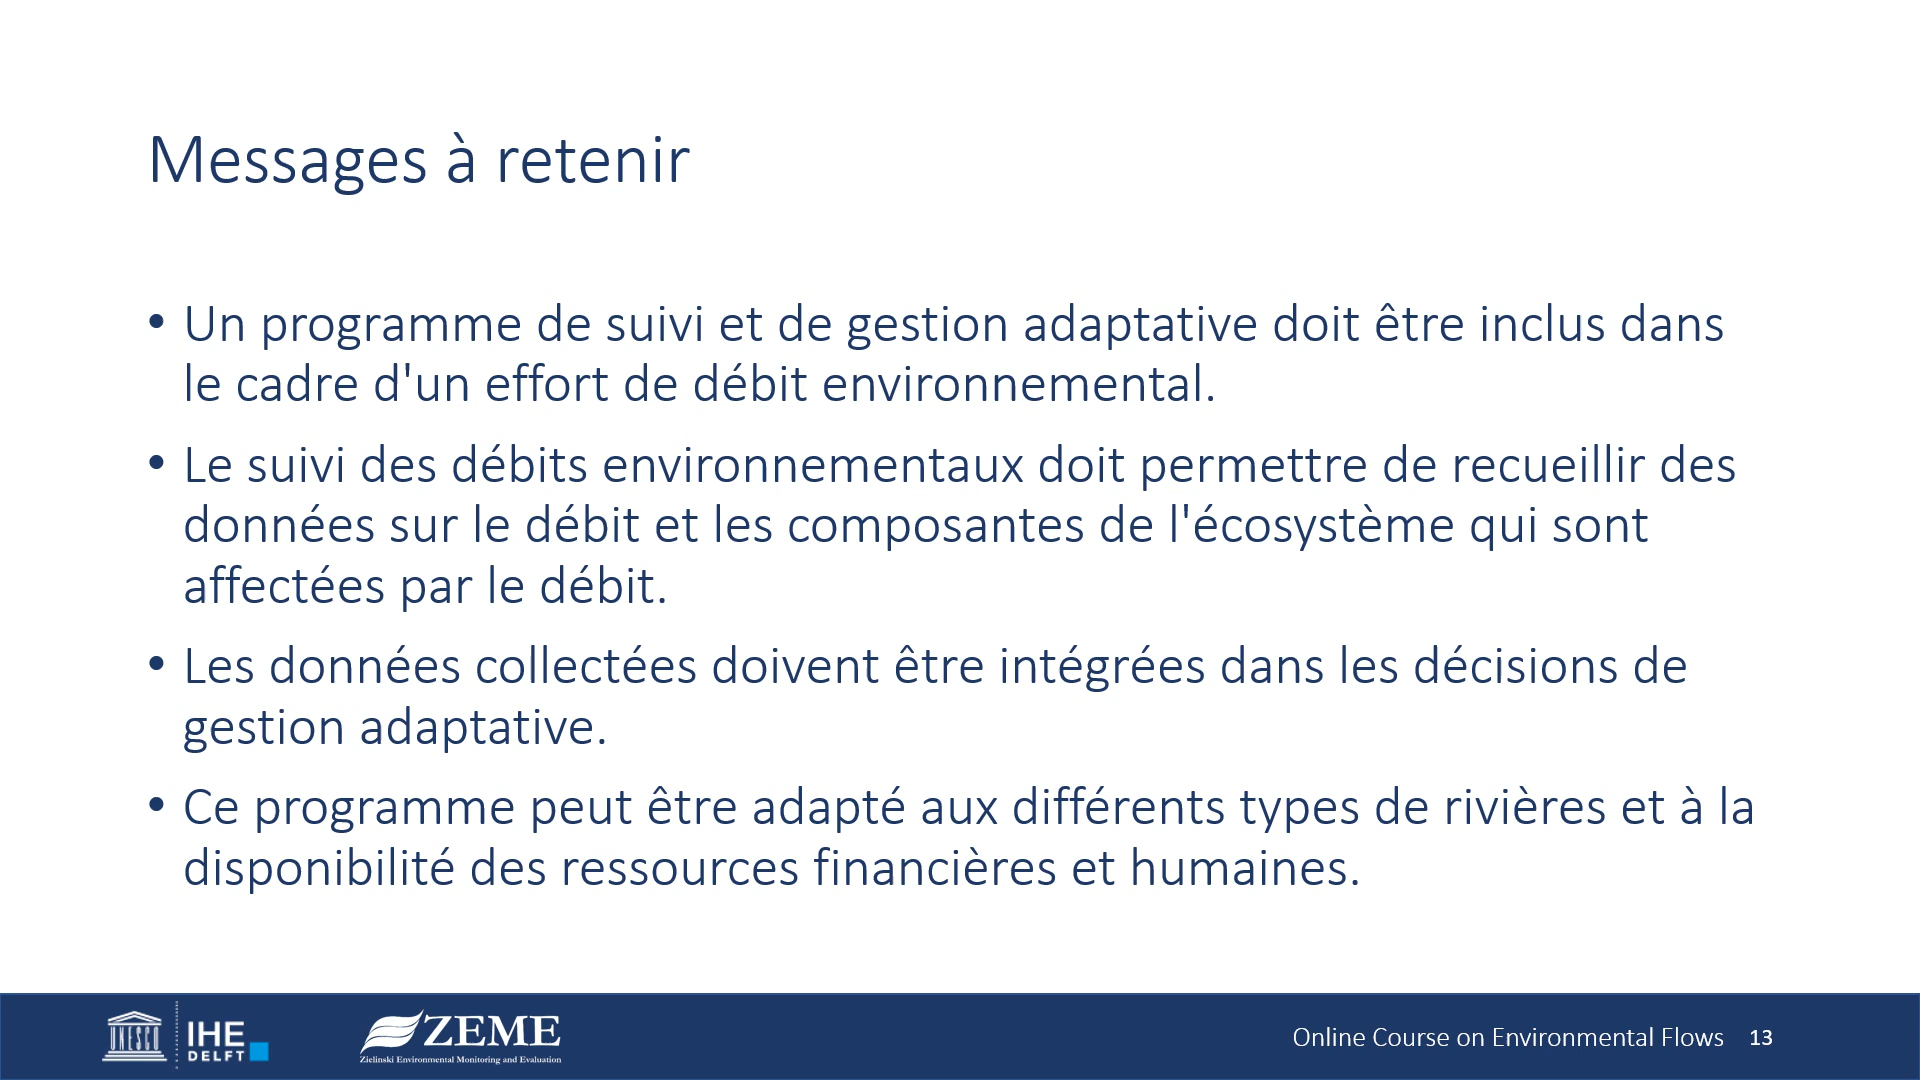 Messages à retenir
• Un programme de suivi et de gestion adaptative doit être inclus dans
le cadre d'un effort de débit environnemental.
• Le suivi des débits environnementaux doit permettre de recueillir des
données sur le débit et les composantes de l'écosystème qui sont
affectées par le débit.
• Les données collectées doivent être intégrées dans les décisions de
gestion adaptative.
• Ce programme peut être adapté aux différents types de rivières et à la
disponibilité des ressources financières et humaines.
UNESCO
IHE
DELFT
ZEME
Zielinski Environmental Monitoring and Evaluation
Online Course on Environmental Flows 13